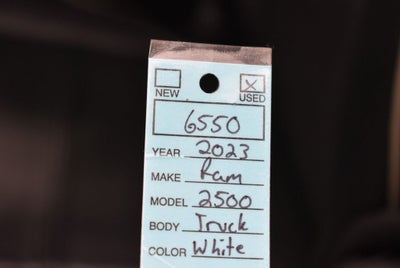 NEW USED
6550
YEAR 2023
MAKE Ram
MODEL 2500
BODY Truck
COLOR White